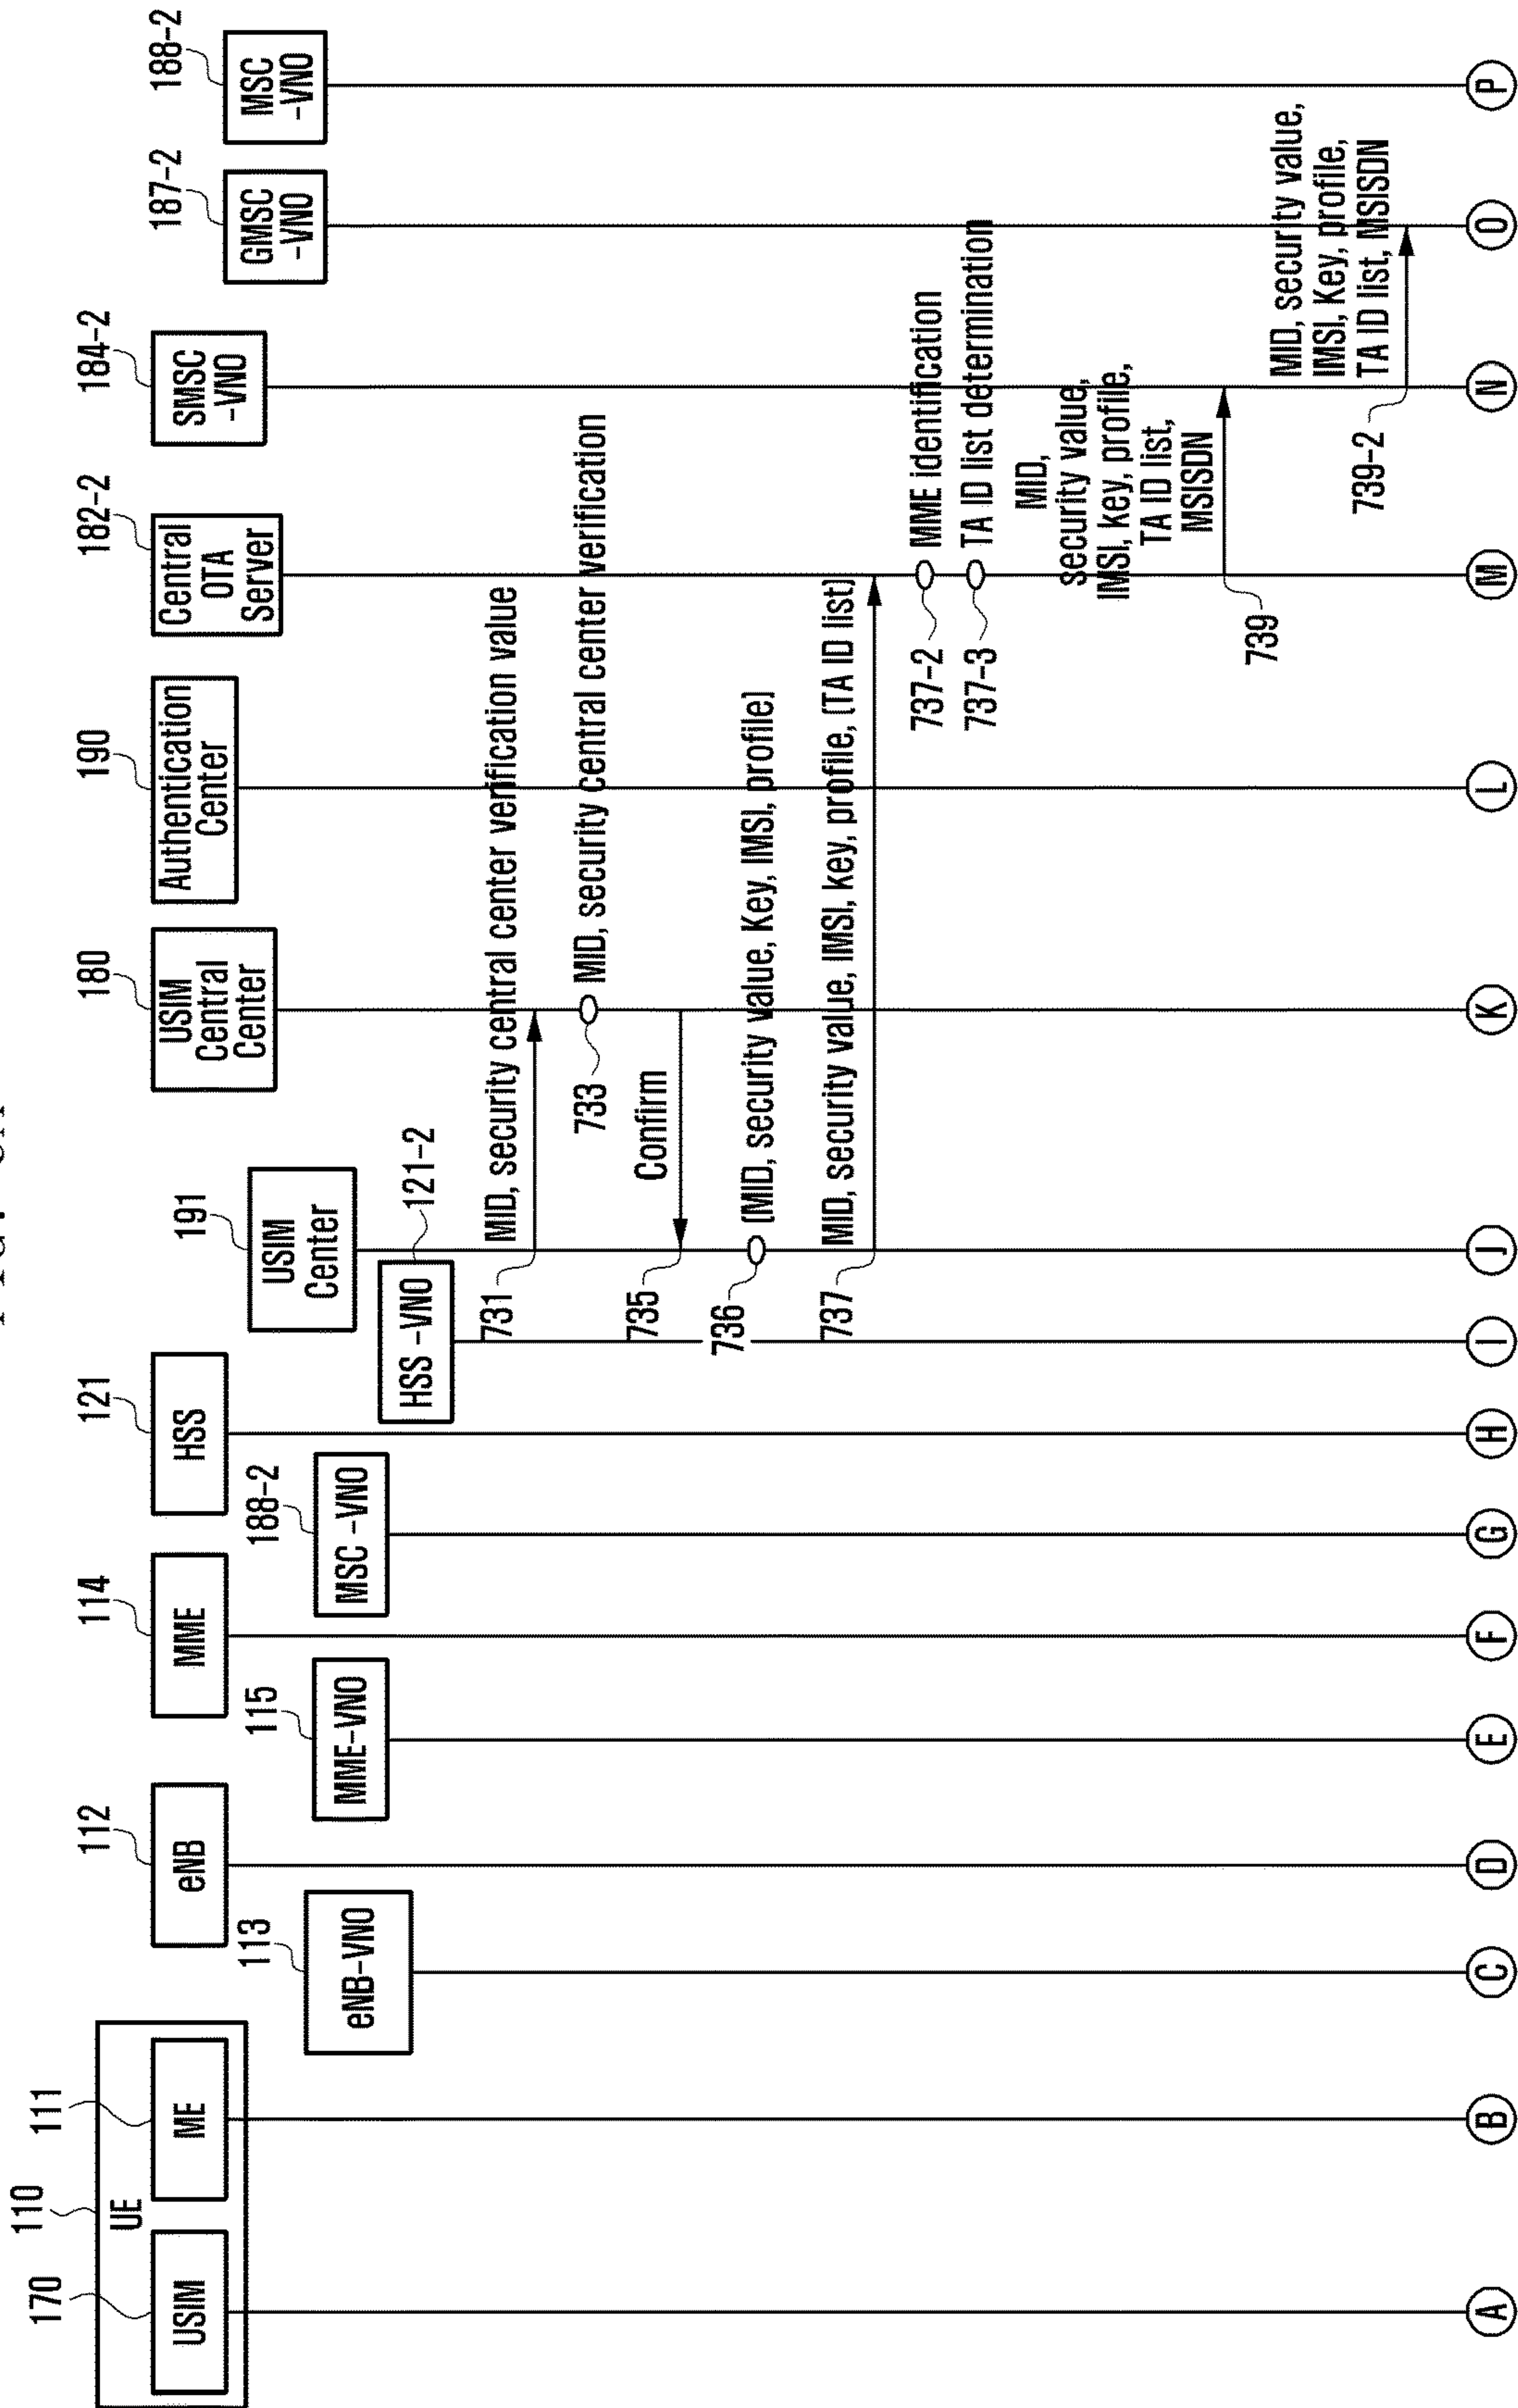 110
UE
170
USIM
111
ME
113
eNB-VNO
112
eNB
115
MME-VNO
114
MME
188-2
MSC -VNO
121
HSS
121-2
HSS -VNO
191
USIM
Center
180
USIM
Central
Center
190
Authentication
Center
182-2
Central
OTA
Server
184-2
SMSC
-VNO
187-2
GMSC
-VNO
188-2
MSC
-VNO
731
MID, security central center verification value
733
MID, security central center verification
735
Confirm
736
(MID, security value, Key, IMSI, profile)
737
MID, security value, IMSI, key, profile, (TA ID list)
737-2
MME identification
737-3
TA ID list determination
739
MID,
security value,
IMSI, key, profile,
TA ID list,
MSISDN
739-2
MID, security value,
IMSI, Key, profile,
TA ID list, MSISDN
A
B
C
D
E
F
G
H
I
J
K
L
M
N
O
P